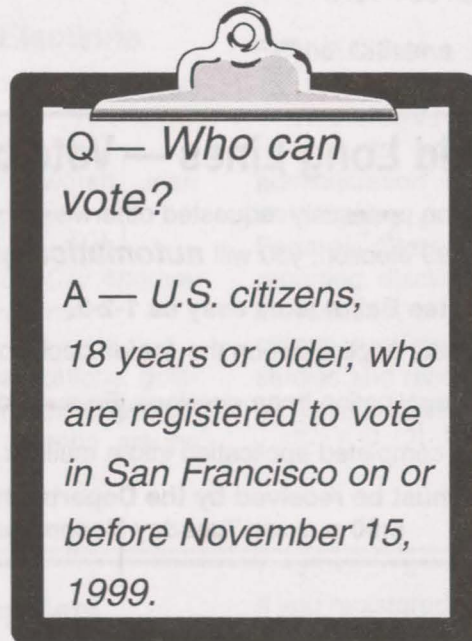 Q — Who can
vote?
A — U.S. citizens,
18 years or older, who
are registered to vote
in San Francisco on or
before November 15,
1999.